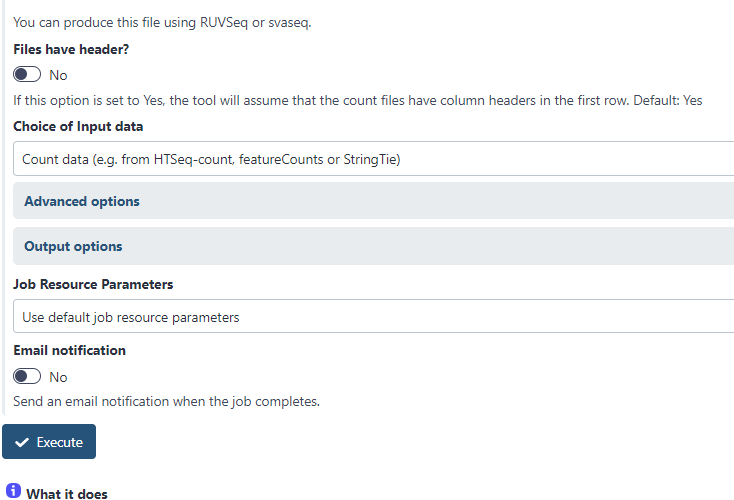 You can produce this file using RUVSeq or svaseq.
Files have header?
No
If this option is set to Yes, the tool will assume that the count files have column headers in the first row. Default: Yes
Choice of Input data
Count data (e.g. from HTSeq-count, featureCounts or StringTie)
Advanced options
Output options
Job Resource Parameters
Use default job resource parameters
Email notification
No
Send an email notification when the job completes.
Execute
What it does